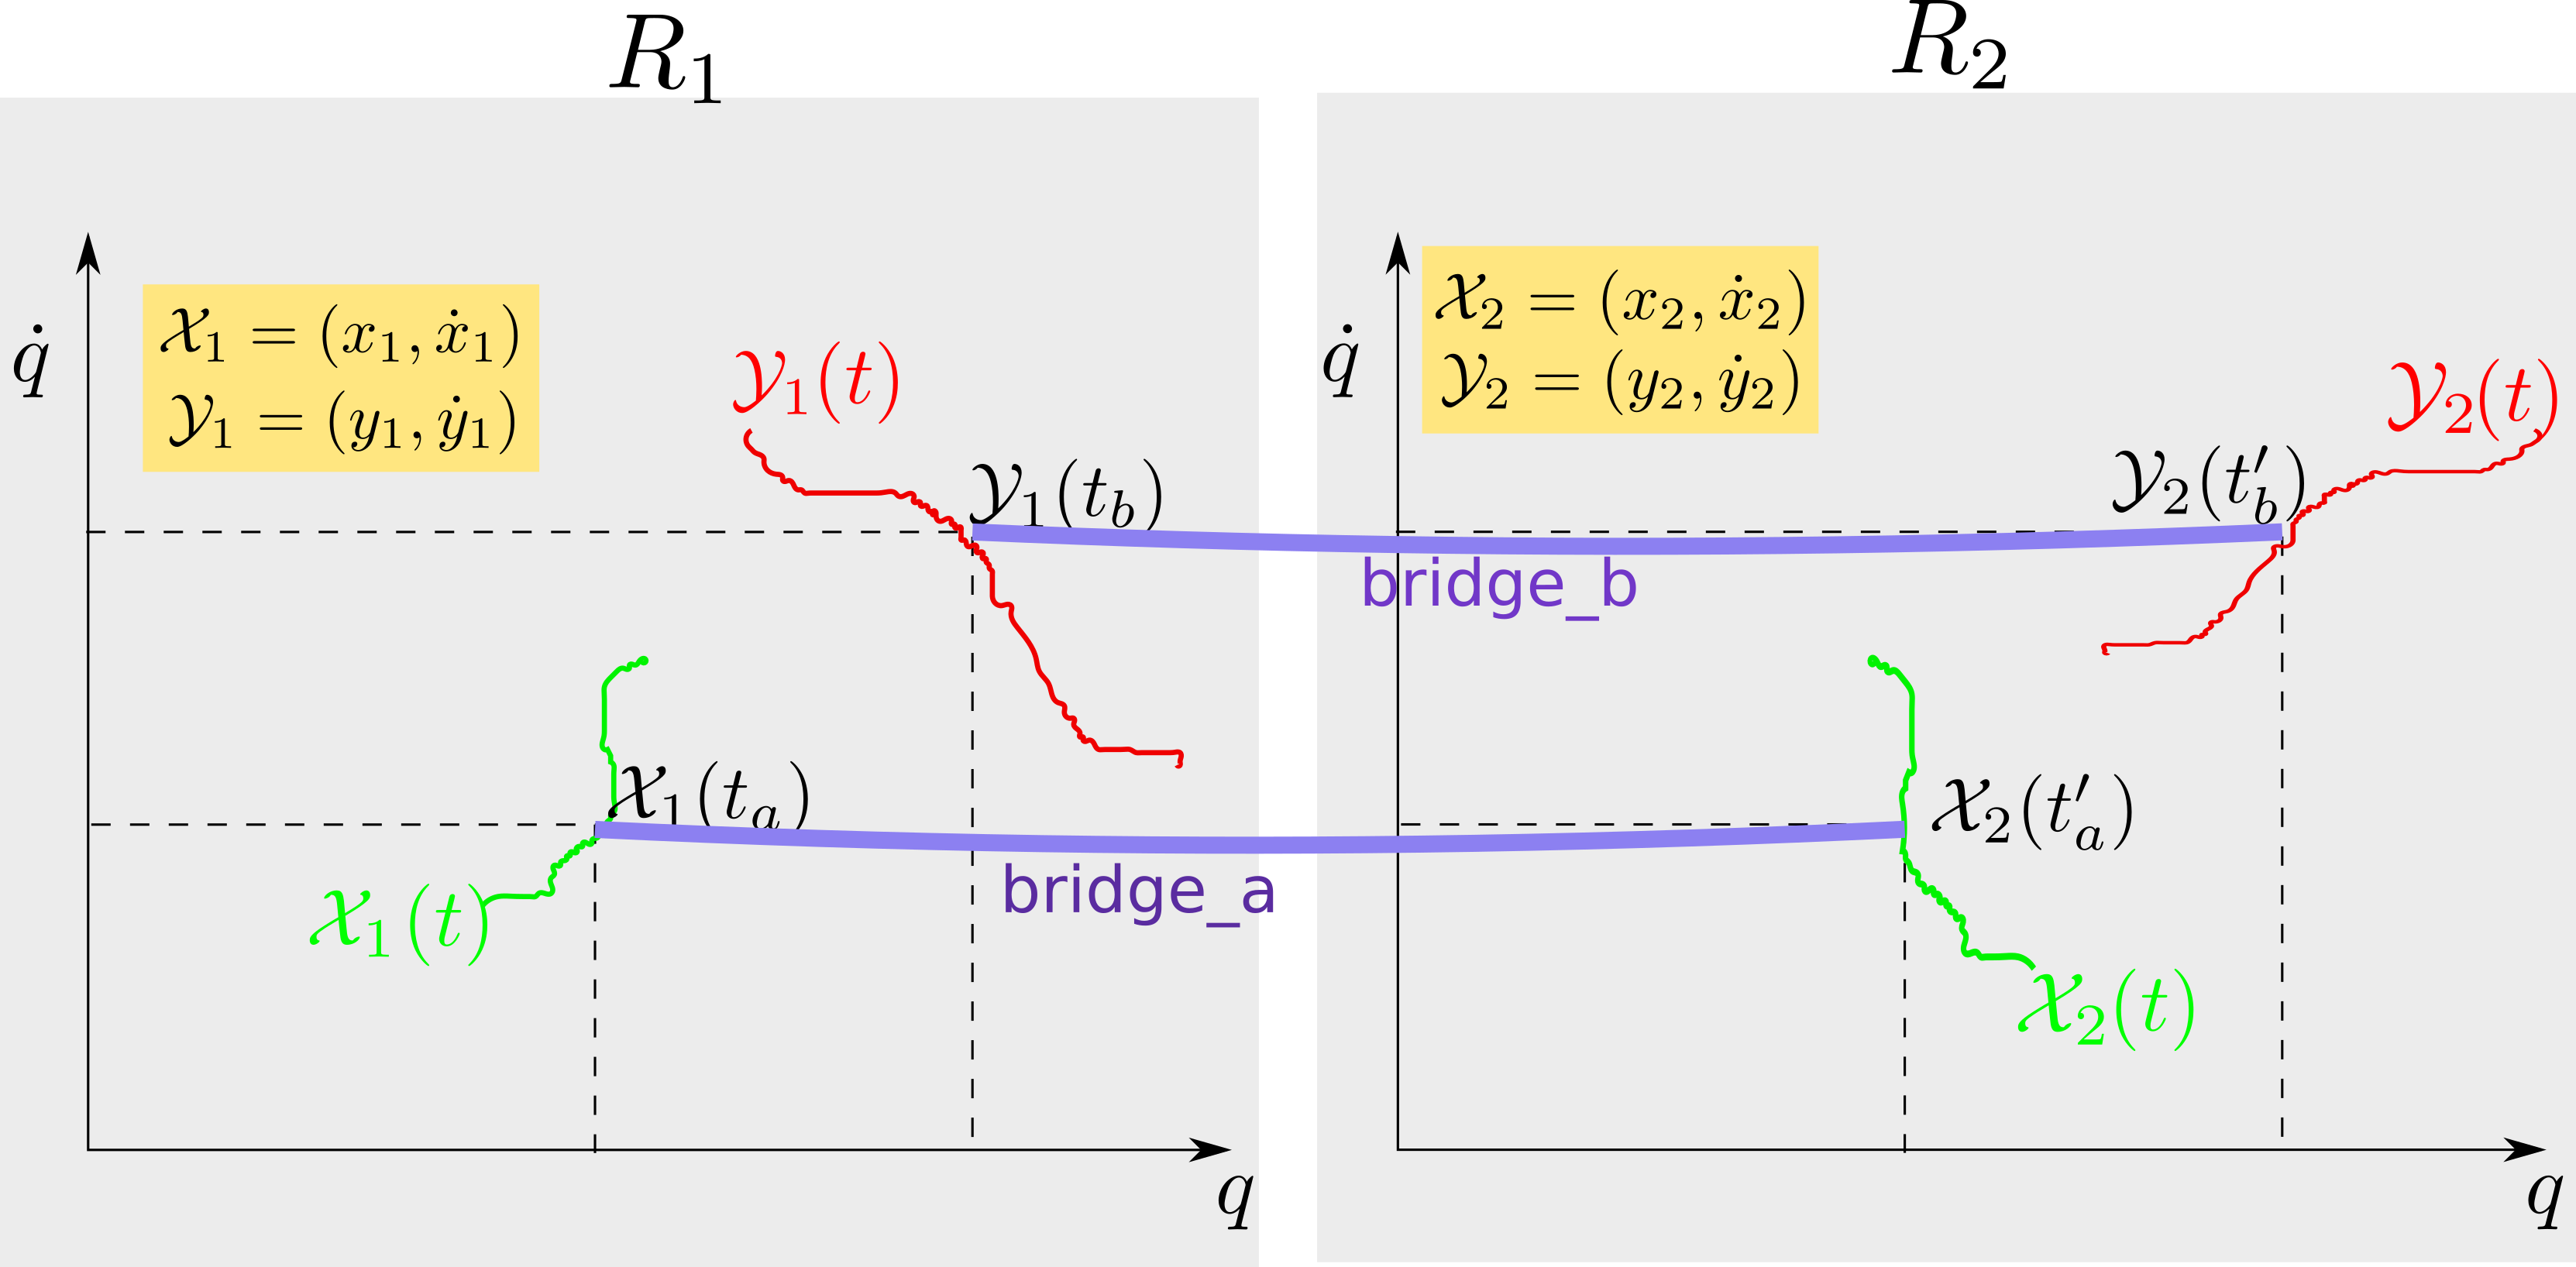 R₁
𝒳₁ = (x₁, ẋ₁)
𝒴₁ = (y₁, ẏ₁)
q̇
𝒴₁(t)
𝒴₁(t_b)
𝒳₁(t_a)
𝒳₁(t)
bridge_a
q
R₂
𝒳₂ = (x₂, ẋ₂)
𝒴₂ = (y₂, ẏ₂)
q̇
𝒴₂(t)
𝒴₂(t′_b)
bridge_b
𝒳₂(t′_a)
𝒳₂(t)
q